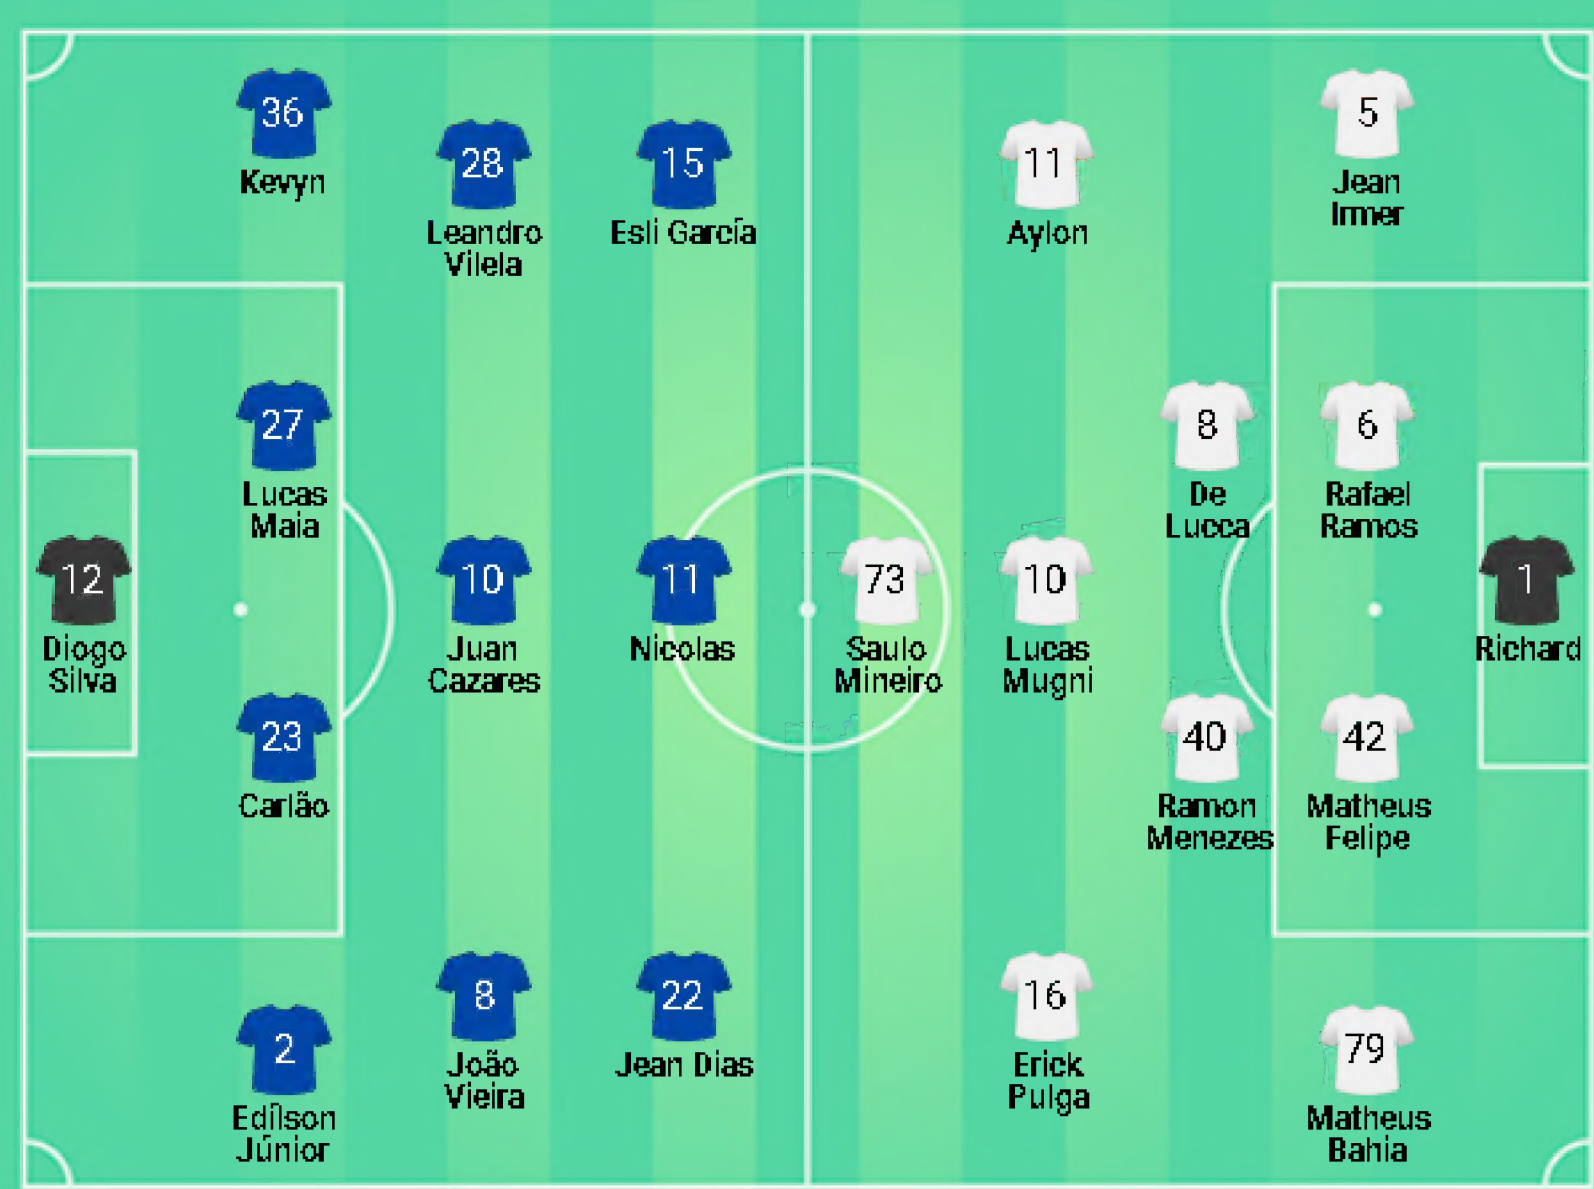 36
Kevyn
28
Leandro
Vilela
15
Esli García
11
Aylon
5
Jean
Irmer
27
Lucas
Maia
8
De
Lucca
6
Rafael
Ramos
12
Diogo
Silva
10
Juan
Cazares
11
Nicolas
73
Saulo
Mineiro
10
Lucas
Mugni
1
Richard
23
Carlão
40
Ramon
Menezes
42
Matheus
Felipe
2
Edílson
Júnior
8
João
Vieira
22
Jean Dias
16
Erick
Pulga
79
Matheus
Bahia